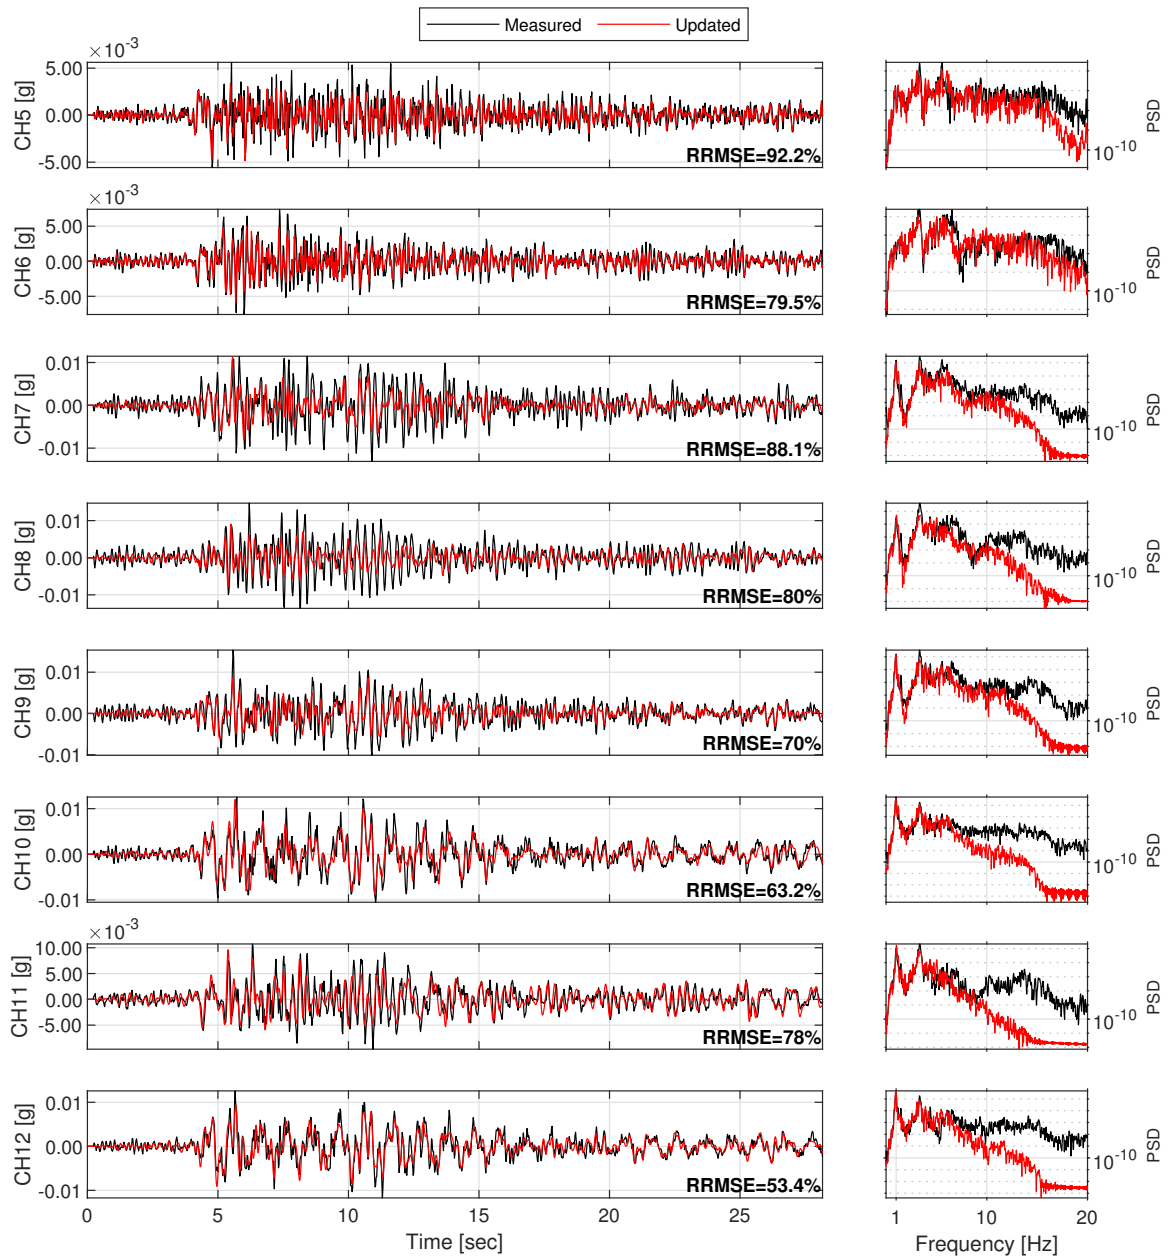 Measured Updated
×10⁻³
5.00
0.00
-5.00
CH5 [g]
RRMSE=92.2%
10⁻¹⁰
PSD
×10⁻³
5.00
0.00
-5.00
CH6 [g]
RRMSE=79.5%
10⁻¹⁰
PSD
0.01
0.00
-0.01
CH7 [g]
RRMSE=88.1%
10⁻¹⁰
PSD
0.01
0.00
-0.01
CH8 [g]
RRMSE=80%
10⁻¹⁰
PSD
0.01
0.00
-0.01
CH9 [g]
RRMSE=70%
10⁻¹⁰
PSD
0.01
0.00
-0.01
CH10 [g]
RRMSE=63.2%
10⁻¹⁰
PSD
×10⁻³
10.00
5.00
0.00
-5.00
CH11 [g]
RRMSE=78%
10⁻¹⁰
PSD
0.01
0.00
-0.01
CH12 [g]
RRMSE=53.4%
10⁻¹⁰
PSD
0 5 10 15 20 25
Time [sec]
1 10 20
Frequency [Hz]